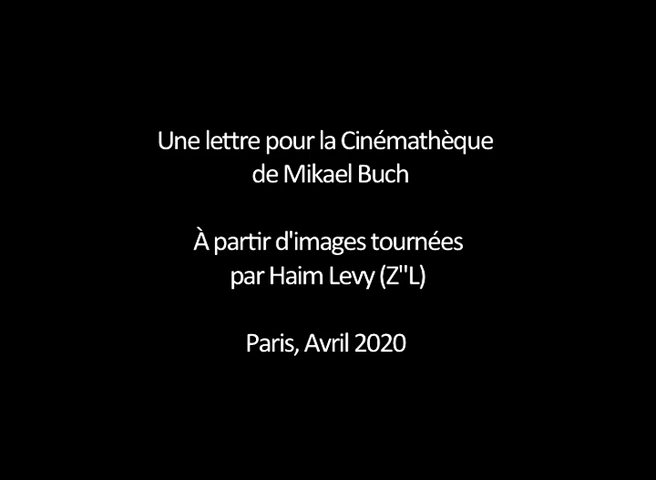 Une lettre pour la Cinémathèque
de Mikael Buch
À partir d'images tournées
par Haim Levy (Z"L)
Paris, Avril 2020